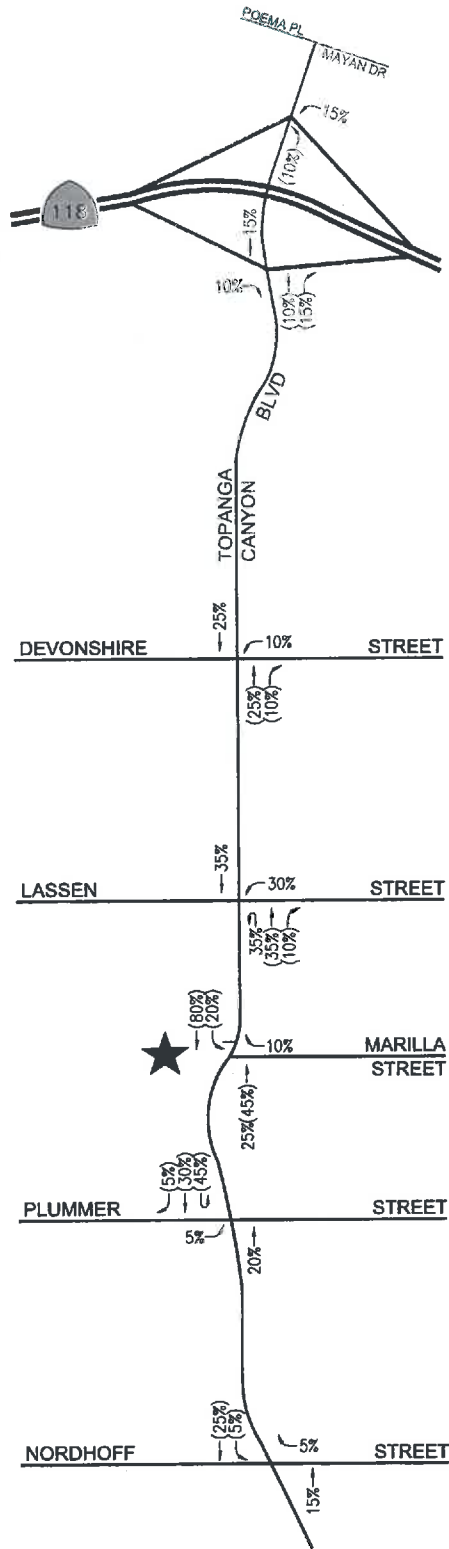 POEMA PL
MAYAN DR
15%
(10%)
118
15%
10%
(10%)
(15%)
BLVD
TOPANGA
CANYON
25%
10%
DEVONSHIRE
STREET
(25%)
(10%)
35%
30%
LASSEN
STREET
35%
(35%)
(10%)
(80%)
(20%)
10%
MARILLA
STREET
25%(45%)
(5%)
(30%)
(45%)
PLUMMER
STREET
5%
20%
(25%)
(5%)
5%
NORDHOFF
STREET
15%